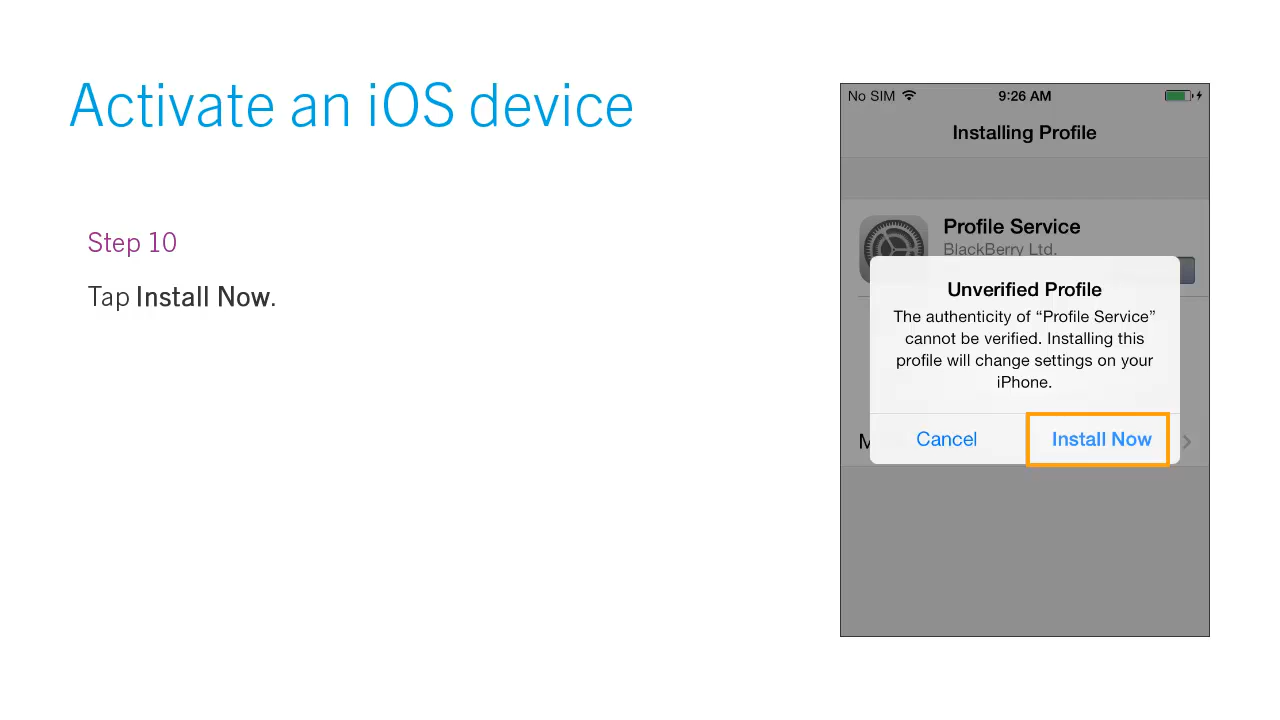 Activate an iOS device
Step 10
Tap Install Now.
No SIM 9:26 AM
Installing Profile
Profile Service
BlackBerry Ltd.
Unverified Profile
The authenticity of “Profile Service”
cannot be verified. Installing this
profile will change settings on your
iPhone.
Cancel Install Now